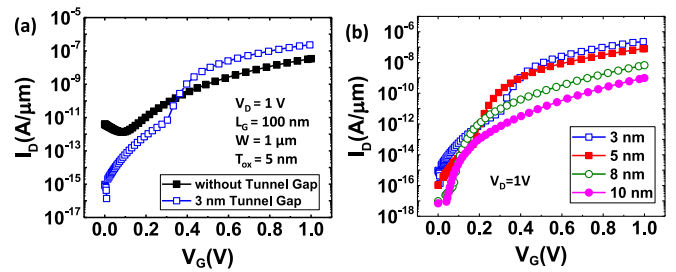 (a)
10⁻⁵
10⁻⁷
10⁻⁹
10⁻¹¹
10⁻¹³
10⁻¹⁵
10⁻¹⁷
I_D(A/μm)
V_D = 1 V
L_G = 100 nm
W = 1 μm
T_ox = 5 nm
without Tunnel Gap
3 nm Tunnel Gap
0.0 0.2 0.4 0.6 0.8 1.0
V_G(V)
(b)
10⁻⁶
10⁻⁸
10⁻¹⁰
10⁻¹²
10⁻¹⁴
10⁻¹⁶
10⁻¹⁸
I_D(A/μm)
V_D=1V
3 nm
5 nm
8 nm
10 nm
0.0 0.2 0.4 0.6 0.8 1.0
V_G(V)